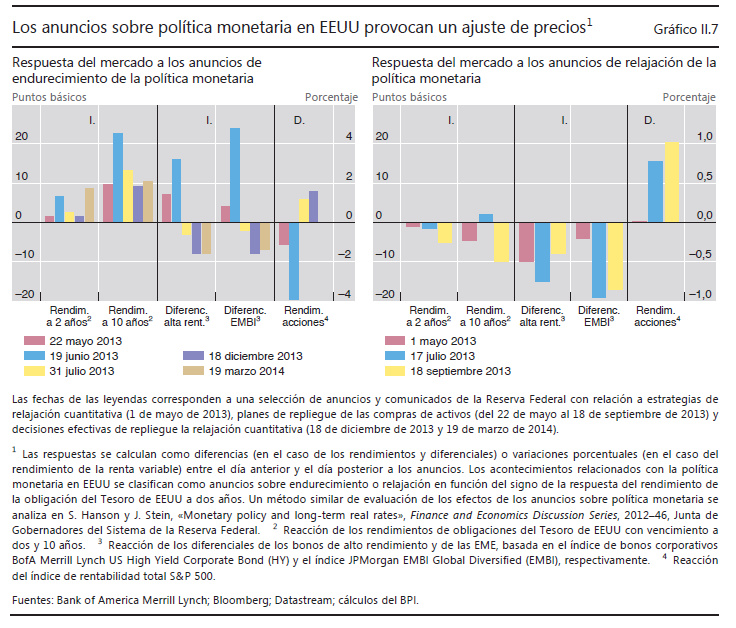 Los anuncios sobre política monetaria en EEUU provocan un ajuste de precios¹
Gráfico II.7
Respuesta del mercado a los anuncios de
endurecimiento de la política monetaria
Puntos básicos
Porcentaje
I.
I.
D.
20
10
0
–10
–20
4
2
0
–2
–4
Rendim.
a 2 años²
Rendim.
a 10 años²
Diferenc.
alta rent.³
Diferenc.
EMBI³
Rendim.
acciones⁴
22 mayo 2013
19 junio 2013
31 julio 2013
18 diciembre 2013
19 marzo 2014
Respuesta del mercado a los anuncios de relajación de la
política monetaria
Puntos básicos
Porcentaje
I.
I.
D.
20
10
0
–10
–20
1,0
0,5
0,0
–0,5
–1,0
Rendim.
a 2 años²
Rendim.
a 10 años²
Diferenc.
alta rent.³
Diferenc.
EMBI³
Rendim.
acciones⁴
1 mayo 2013
17 julio 2013
18 septiembre 2013
Las fechas de las leyendas corresponden a una selección de anuncios y comunicados de la Reserva Federal con relación a estrategias de
relajación cuantitativa (1 de mayo de 2013), planes de repliegue de las compras de activos (del 22 de mayo al 18 de septiembre de 2013) y
decisiones efectivas de repliegue la relajación cuantitativa (18 de diciembre de 2013 y 19 de marzo de 2014).
¹ Las respuestas se calculan como diferencias (en el caso de los rendimientos y diferenciales) o variaciones porcentuales (en el caso del
rendimiento de la renta variable) entre el día anterior y el día posterior a los anuncios. Los acontecimientos relacionados con la política
monetaria en EEUU se clasifican como anuncios sobre endurecimiento o relajación en función del signo de la respuesta del rendimiento de
la obligación del Tesoro de EEUU a dos años. Un método similar de evaluación de los efectos de los anuncios sobre política monetaria se
analiza en S. Hanson y J. Stein, «Monetary policy and long-term real rates», Finance and Economics Discussion Series, 2012–46, Junta de
Gobernadores del Sistema de la Reserva Federal. ² Reacción de los rendimientos de obligaciones del Tesoro de EEUU con vencimiento a
dos y 10 años. ³ Reacción de los diferenciales de los bonos de alto rendimiento y de las EME, basada en el índice de bonos corporativos
BofA Merrill Lynch US High Yield Corporate Bond (HY) y el índice JPMorgan EMBI Global Diversified (EMBI), respectivamente. ⁴ Reacción
del índice de rentabilidad total S&P 500.
Fuentes: Bank of America Merrill Lynch; Bloomberg; Datastream; cálculos del BPI.